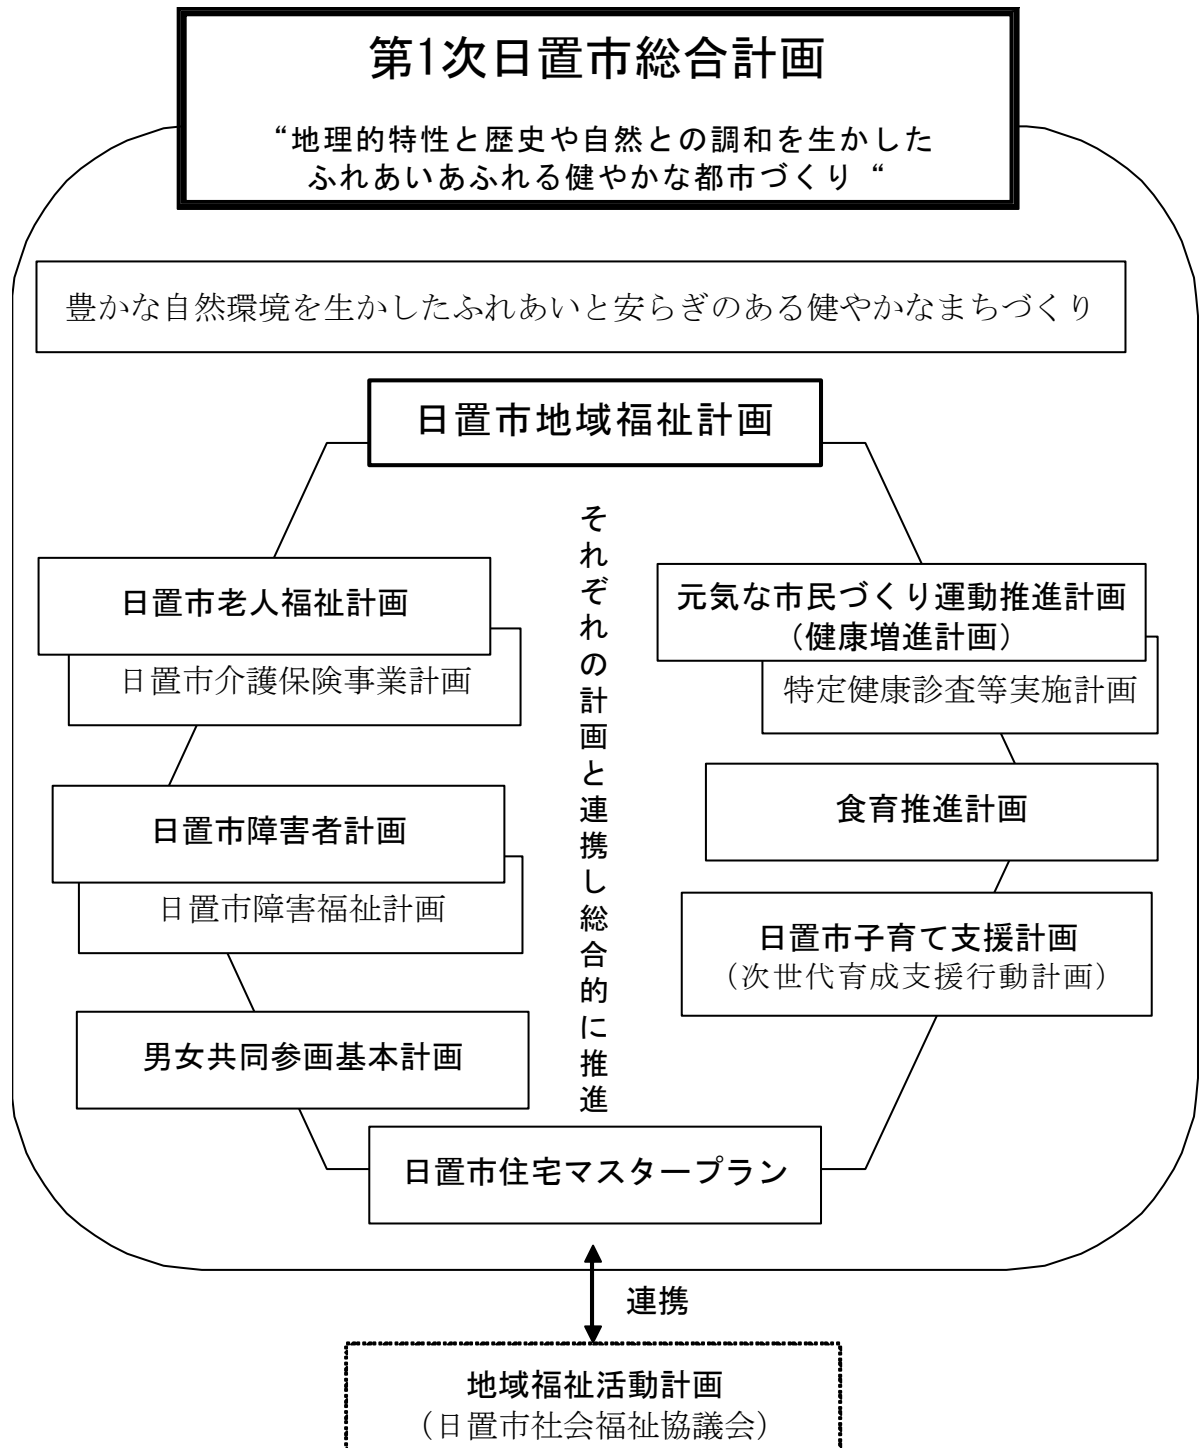 第1次日置市総合計画
“地理的特性と歴史や自然との調和を生かした
ふれあいあふれる健やかな都市づくり “
豊かな自然環境を生かしたふれあいと安らぎのある健やかなまちづくり
日置市地域福祉計画
それぞれの計画と連携し総合的に推進
日置市老人福祉計画
日置市介護保険事業計画
日置市障害者計画
日置市障害福祉計画
男女共同参画基本計画
元気な市民づくり運動推進計画
（健康増進計画）
特定健康診査等実施計画
食育推進計画
日置市子育て支援計画
（次世代育成支援行動計画）
日置市住宅マスタープラン
連携
地域福祉活動計画
（日置市社会福祉協議会）